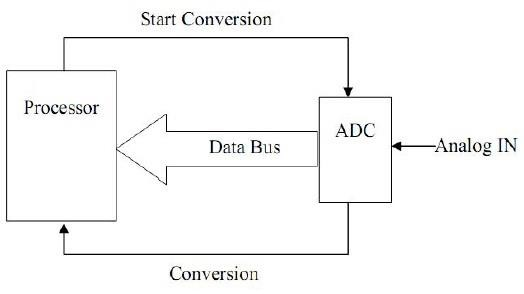 Start Conversion
Processor
ADC
Data Bus
Analog IN
Conversion